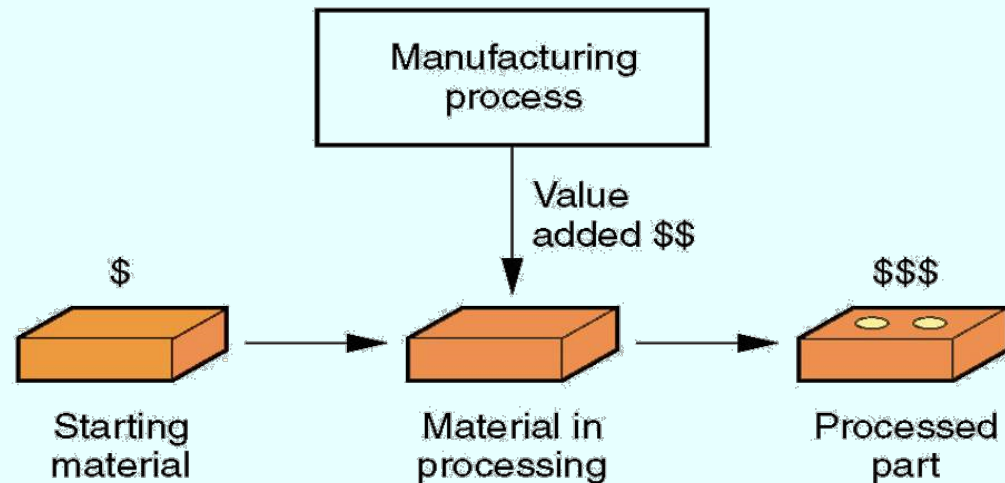 Manufacturing
process
Value
added $$
$
$$$
Starting
material
Material in
processing
Processed
part